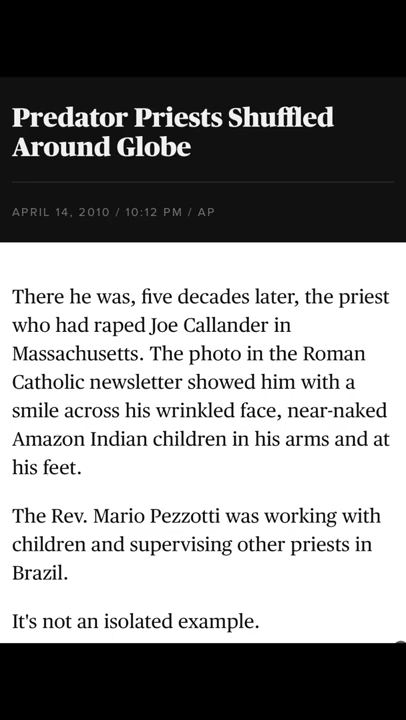 Predator Priests Shuffled
Around Globe
APRIL 14, 2010 / 10:12 PM / AP
There he was, five decades later, the priest
who had raped Joe Callander in
Massachusetts. The photo in the Roman
Catholic newsletter showed him with a
smile across his wrinkled face, near-naked
Amazon Indian children in his arms and at
his feet.
The Rev. Mario Pezzotti was working with
children and supervising other priests in
Brazil.
It's not an isolated example.